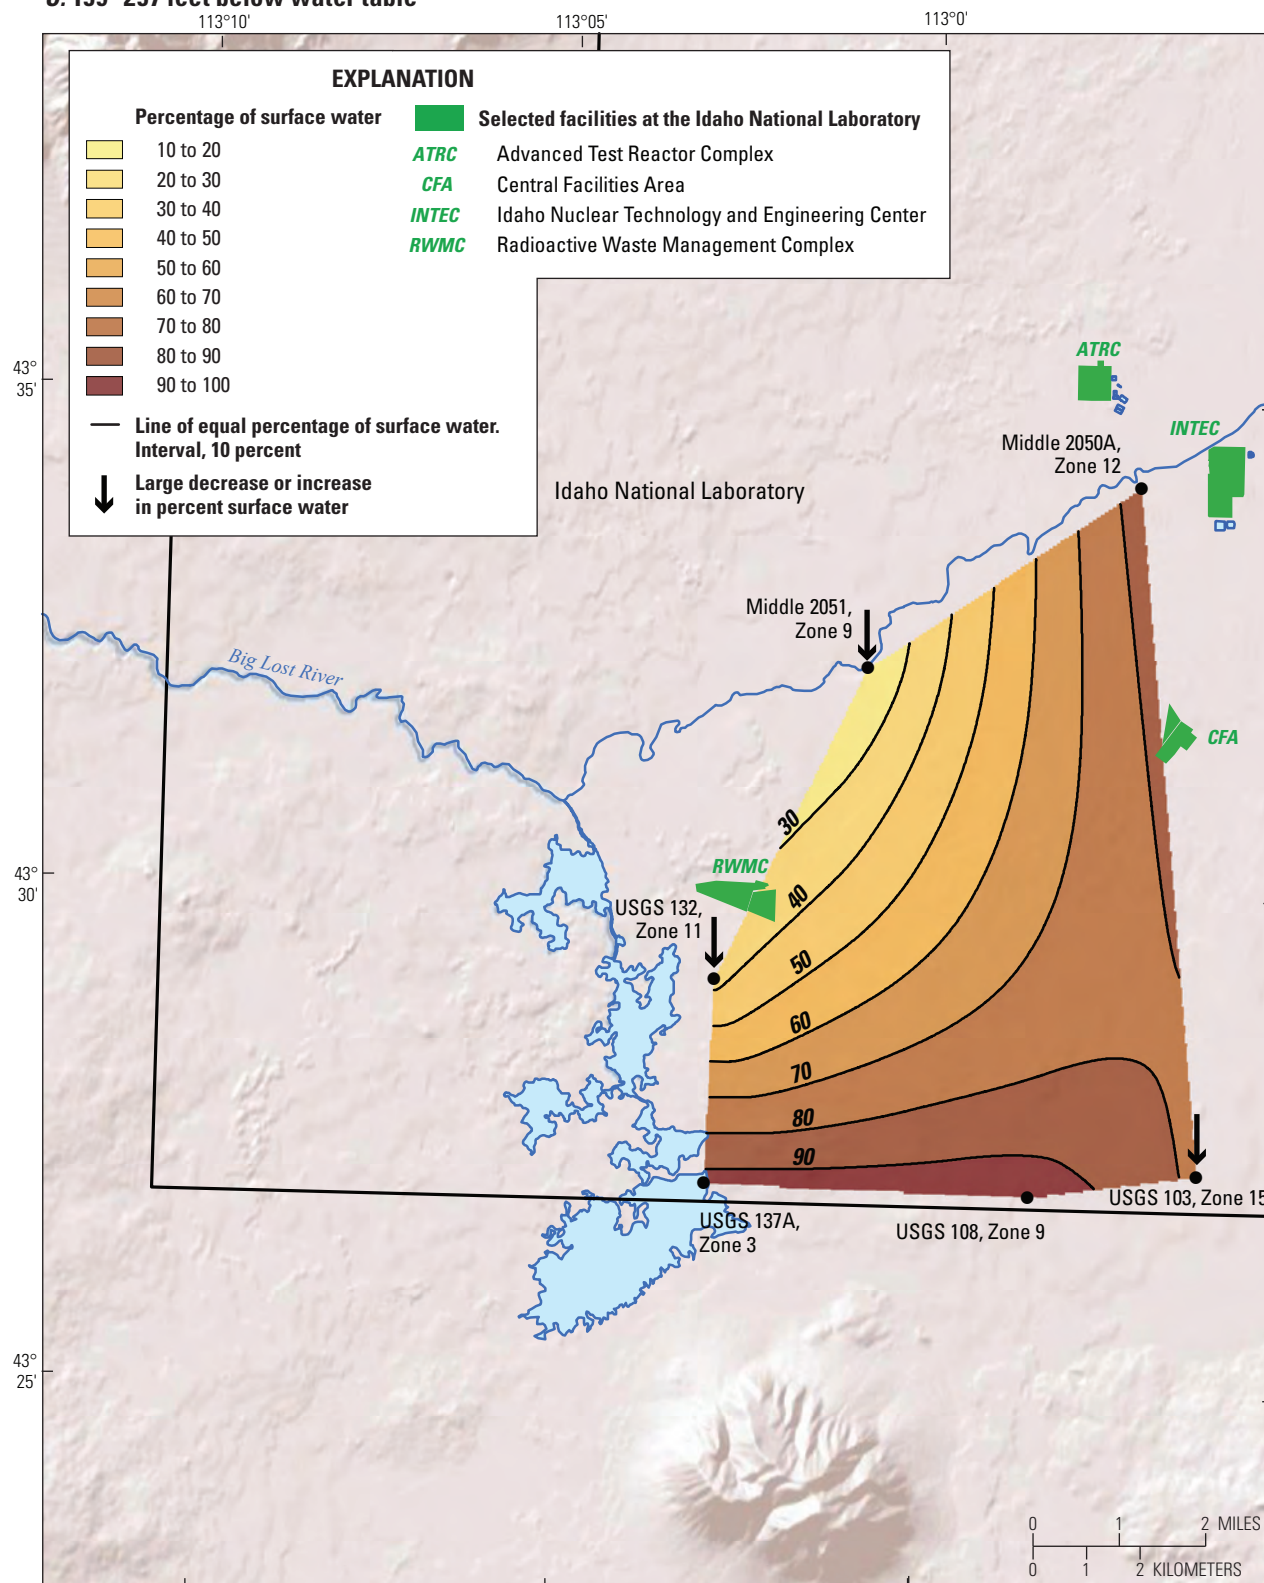 113°10'
113°05'
113°0'
EXPLANATION
Percentage of surface water
10 to 20
20 to 30
30 to 40
40 to 50
50 to 60
60 to 70
70 to 80
80 to 90
90 to 100
Line of equal percentage of surface water.
Interval, 10 percent
Large decrease or increase
in percent surface water
Selected facilities at the Idaho National Laboratory
ATRC Advanced Test Reactor Complex
CFA Central Facilities Area
INTEC Idaho Nuclear Technology and Engineering Center
RWMC Radioactive Waste Management Complex
43°
35'
ATRC
INTEC
Middle 2050A,
Zone 12
Idaho National Laboratory
Middle 2051,
Zone 9
Big Lost River
CFA
30
43°
30'
RWMC
40
USGS 132,
Zone 11
50
60
70
80
90
USGS 103, Zone 15
USGS 137A,
Zone 3
USGS 108, Zone 9
43°
25'
0 1 2 MILES
0 1 2 KILOMETERS